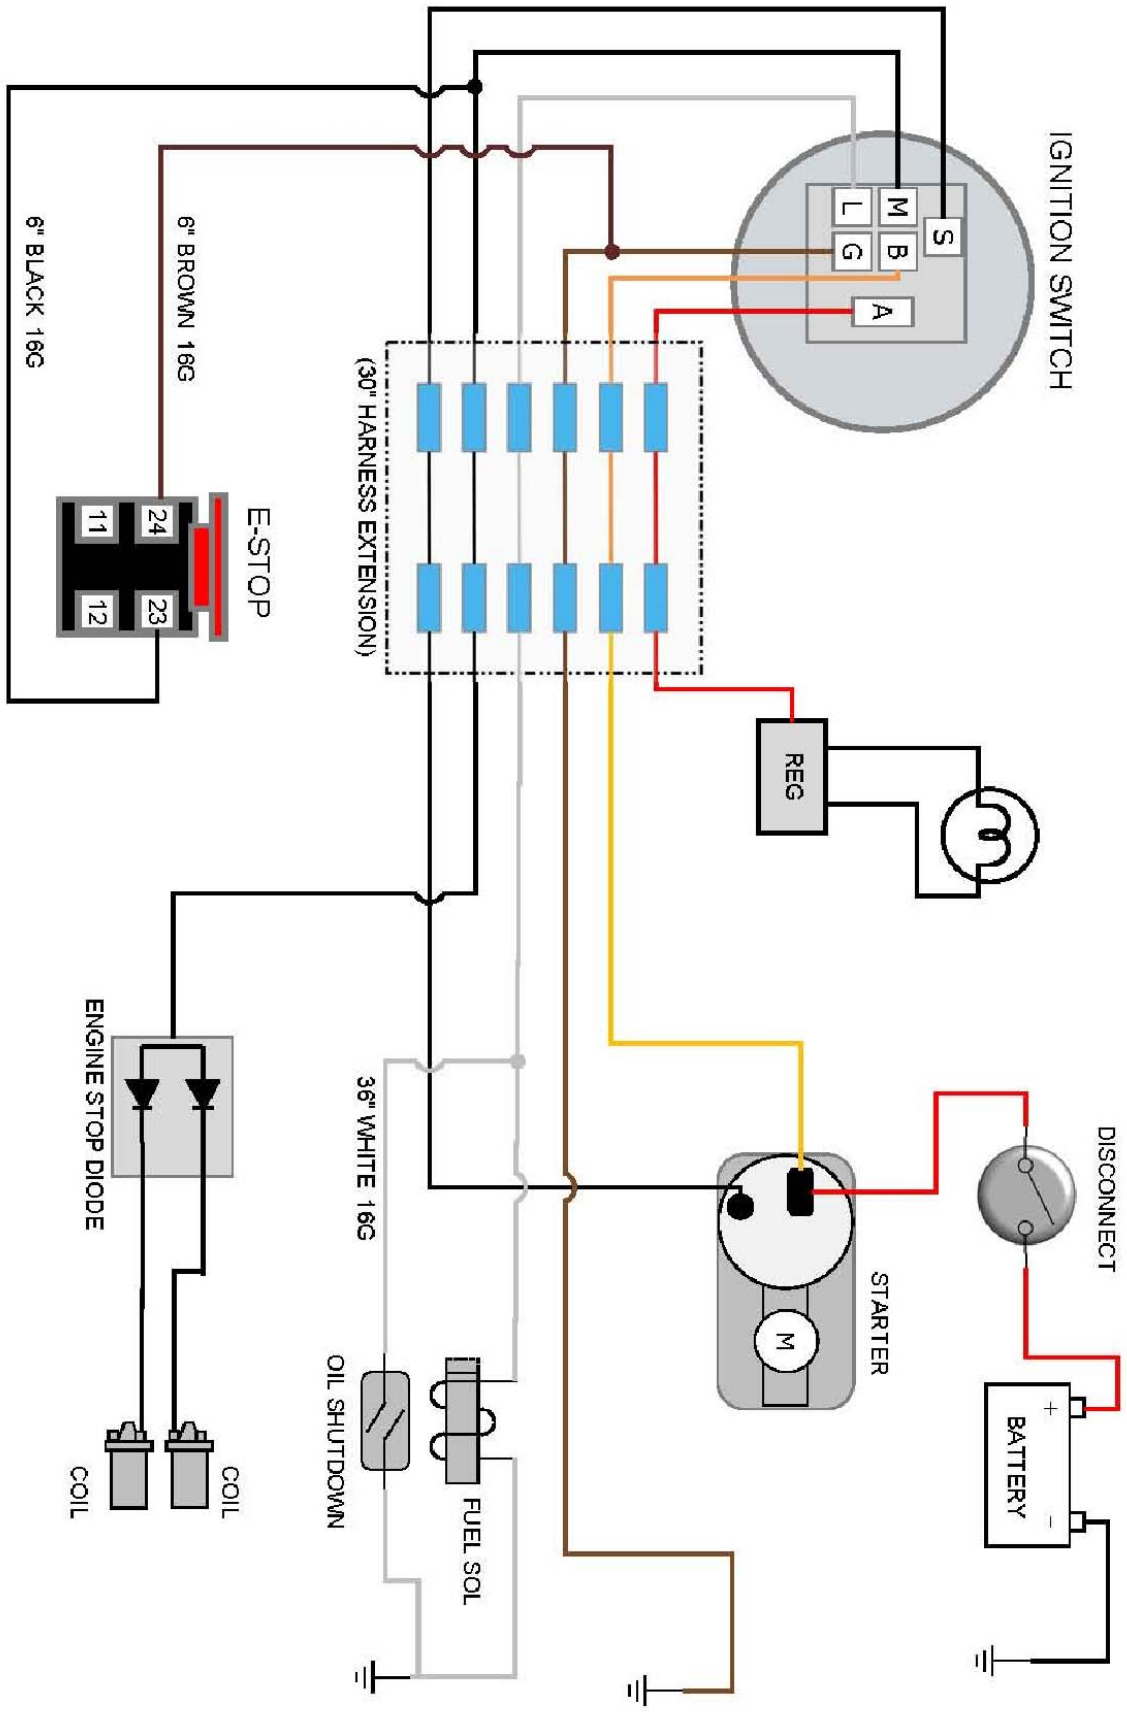 IGNITION SWITCH
S
M
B
L
G
A
6" BROWN 16G
6" BLACK 16G
(30" HARNESS EXTENSION)
E-STOP
24
23
11
12
REG
DISCONNECT
STARTER
M
BATTERY
+
-
36" WHITE 16G
ENGINE STOP DIODE
OIL SHUTDOWN
FUEL SOL
COIL
COIL